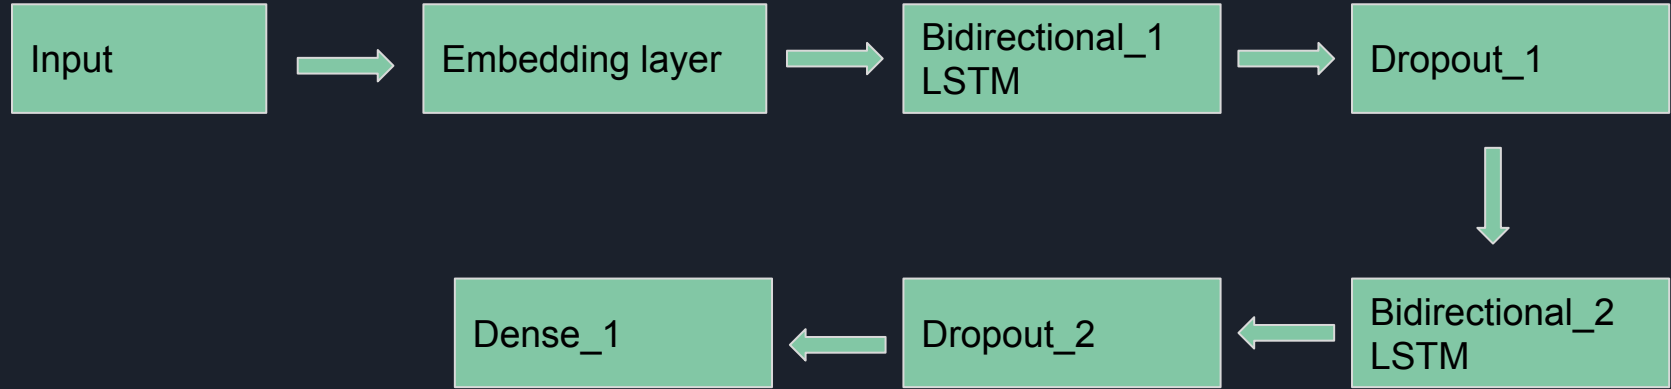 Input
Embedding layer
Bidirectional_1
LSTM
Dropout_1
Bidirectional_2
LSTM
Dropout_2
Dense_1